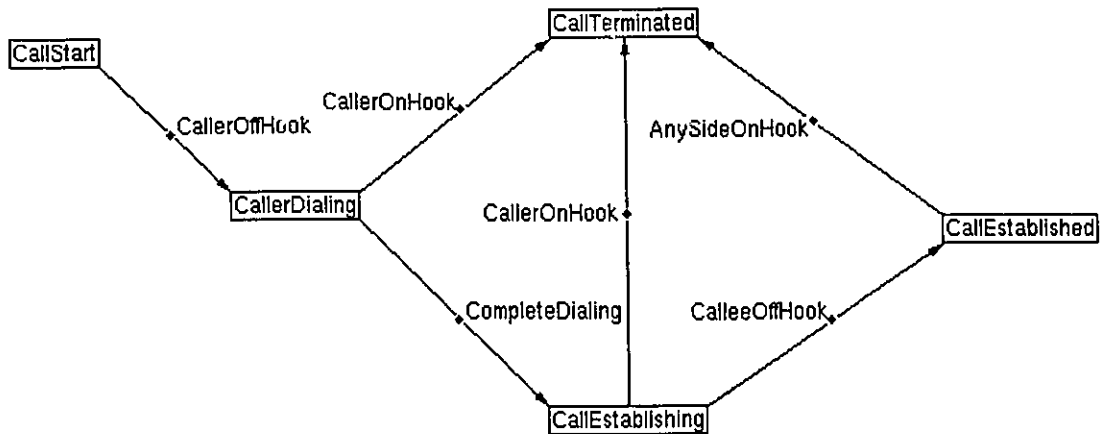 CallTerminated
CallStart
CallerOnHook
AnySideOnHook
CallerOffHook
CallerDialing
CallerOnHook
CallEstablished
CompleteDialing
CalleeOffHook
CallEstablishing